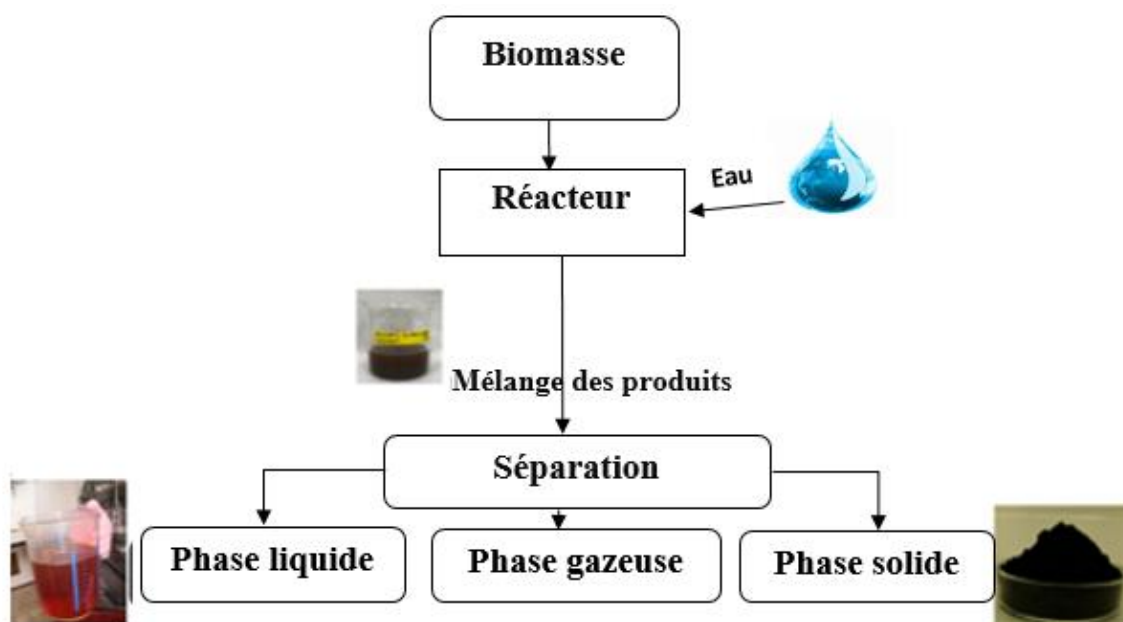 Biomasse
Eau
Réacteur
Mélange des produits
Séparation
Phase liquide
Phase gazeuse
Phase solide